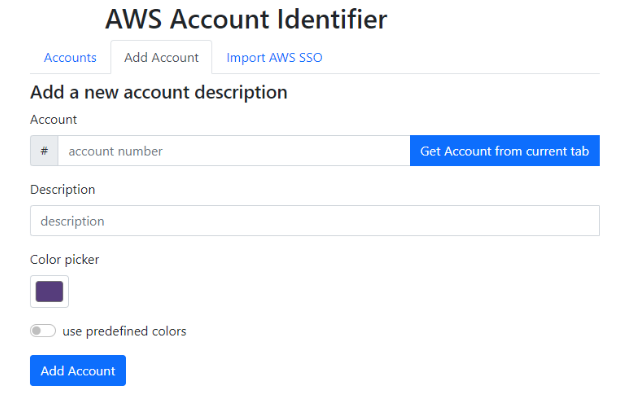 AWS Account Identifier
Accounts Add Account Import AWS SSO
Add a new account description
Account
# account number Get Account from current tab
Description
description
Color picker
use predefined colors
Add Account